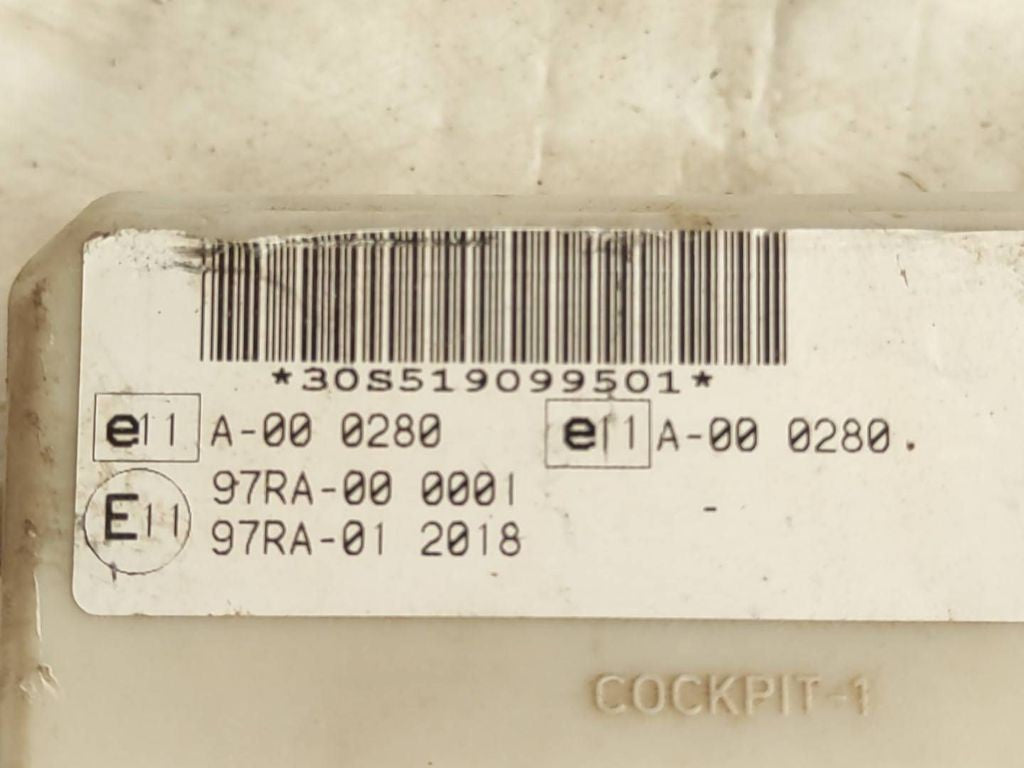 *30S519099501*
e11 A-00 0280 e11 A-00 0280.
E11 97RA-00 0001
97RA-01 2018
COCKPIT-1